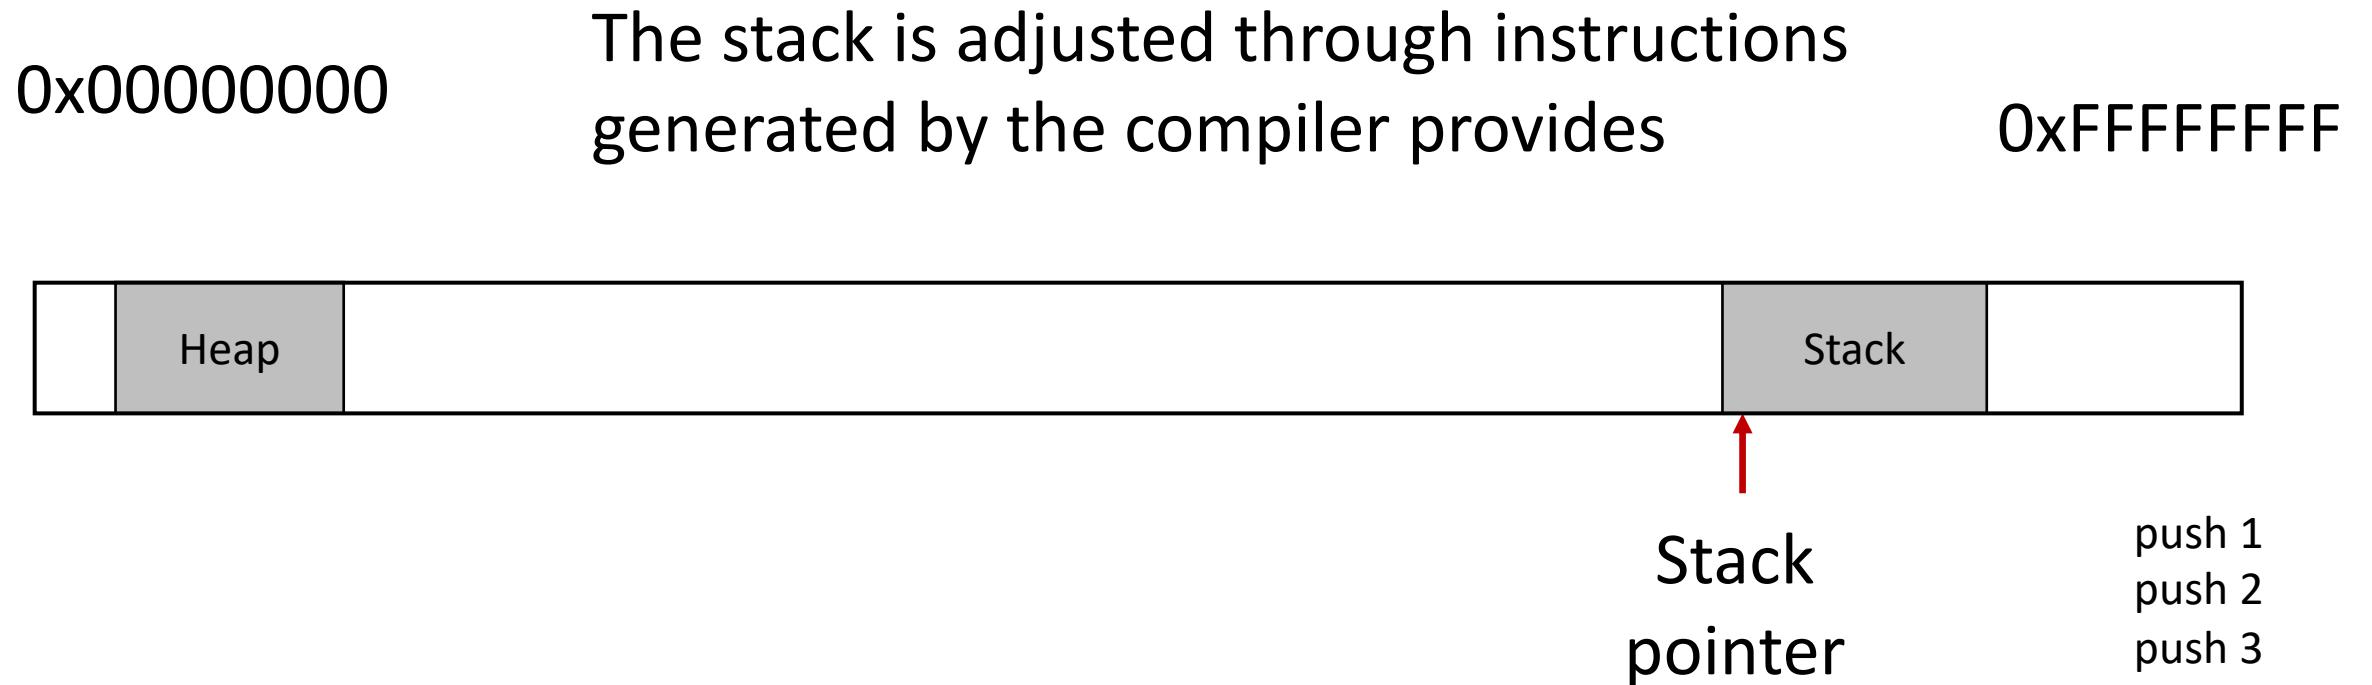 The stack is adjusted through instructions
0x00000000
generated by the compiler provides
0xFFFFFFFF
Heap
Stack
Stack
pointer
push 1
push 2
push 3